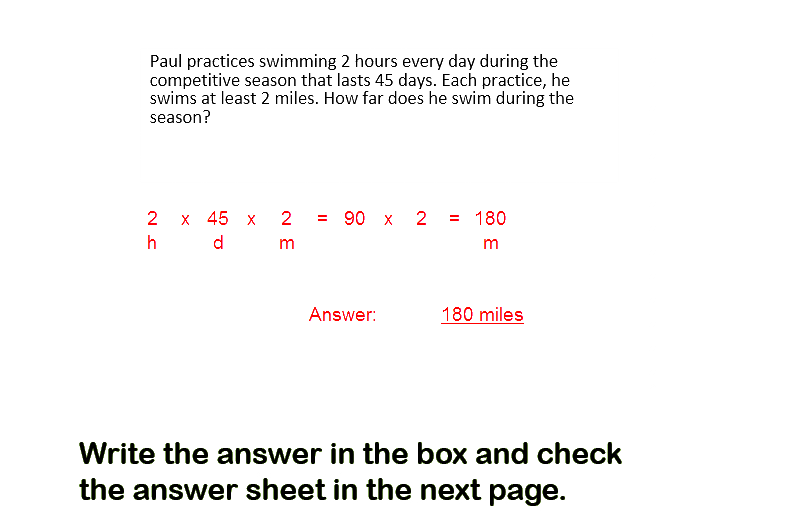 Paul practices swimming 2 hours every day during the
competitive season that lasts 45 days. Each practice, he
swims at least 2 miles. How far does he swim during the
season?
2 x 45 x 2 = 90 x 2 = 180
h d m m
Answer: 180 miles
Write the answer in the box and check
the answer sheet in the next page.